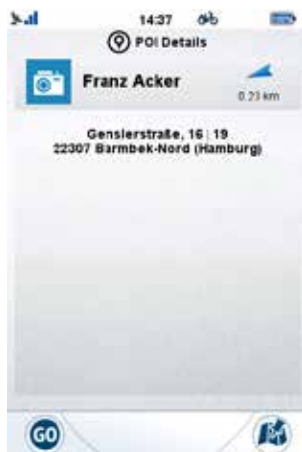 14:37
POI Details
Franz Acker
0.23 km
Genslerstraße, 16 | 19
22307 Barmbek-Nord (Hamburg)
GO